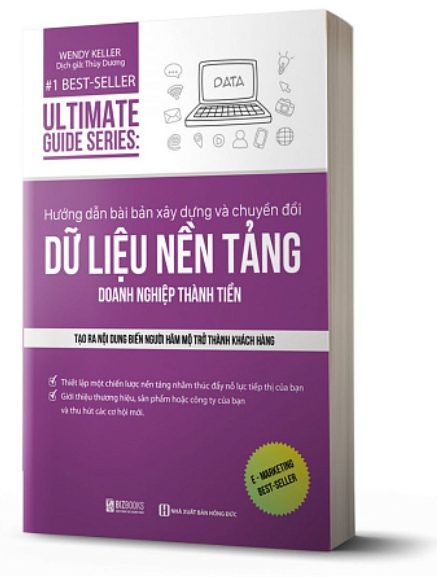 WENDY KELLER
Dịch giả: Thùy Dương
#1 BEST-SELLER
ULTIMATE
GUIDE SERIES:
DATA
Hướng dẫn bài bản xây dựng và chuyển đổi
DỮ LIỆU NỀN TẢNG
DOANH NGHIỆP THÀNH TIỀN
TẠO RA NỘI DUNG BIẾN NGƯỜI HÂM MỘ TRỞ THÀNH KHÁCH HÀNG
Thiết lập một chiến lược nền tảng nhằm thúc đẩy nỗ lực tiếp thị của bạn
Giới thiệu thương hiệu, sản phẩm hoặc công ty của bạn
và thu hút các cơ hội mới.
E - MARKETING
BEST-SELLER
BIZBOOKS
NHÀ XUẤT BẢN HỒNG ĐỨC